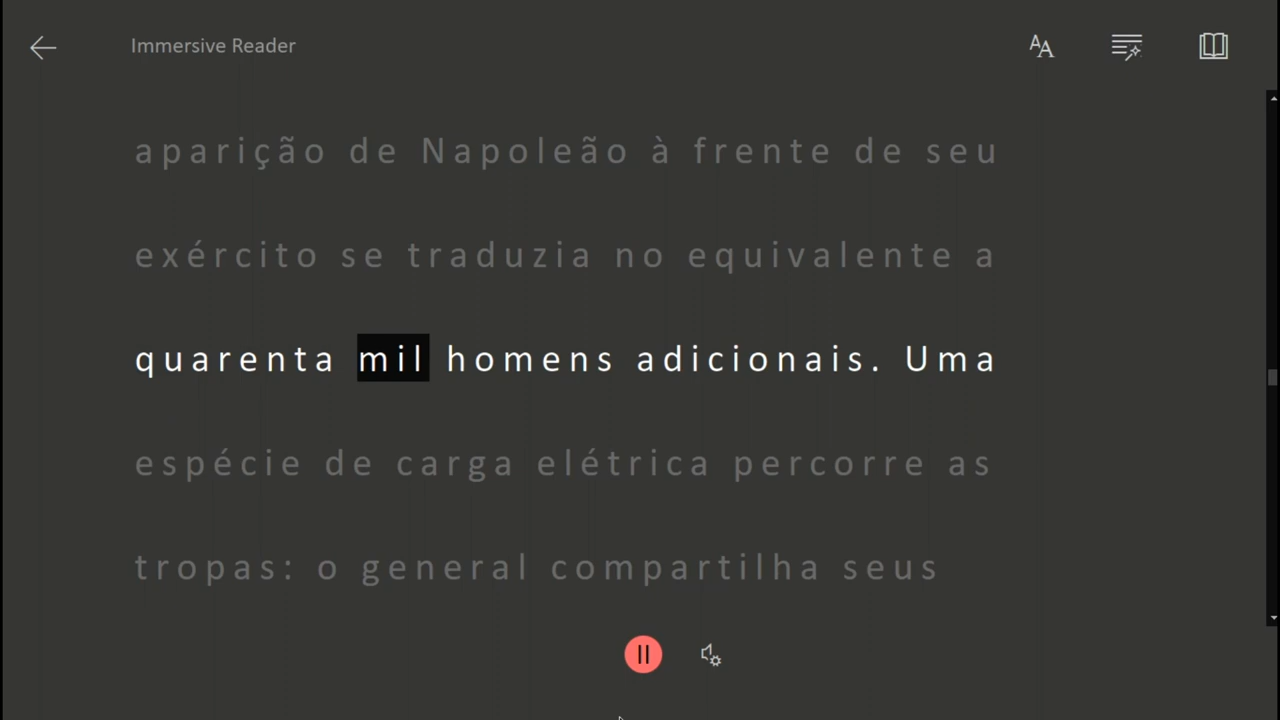 Immersive Reader
aparição de Napoleão à frente de seu
exército se traduzia no equivalente a
quarenta mil homens adicionais. Uma
espécie de carga elétrica percorre as
tropas: o general compartilha seus